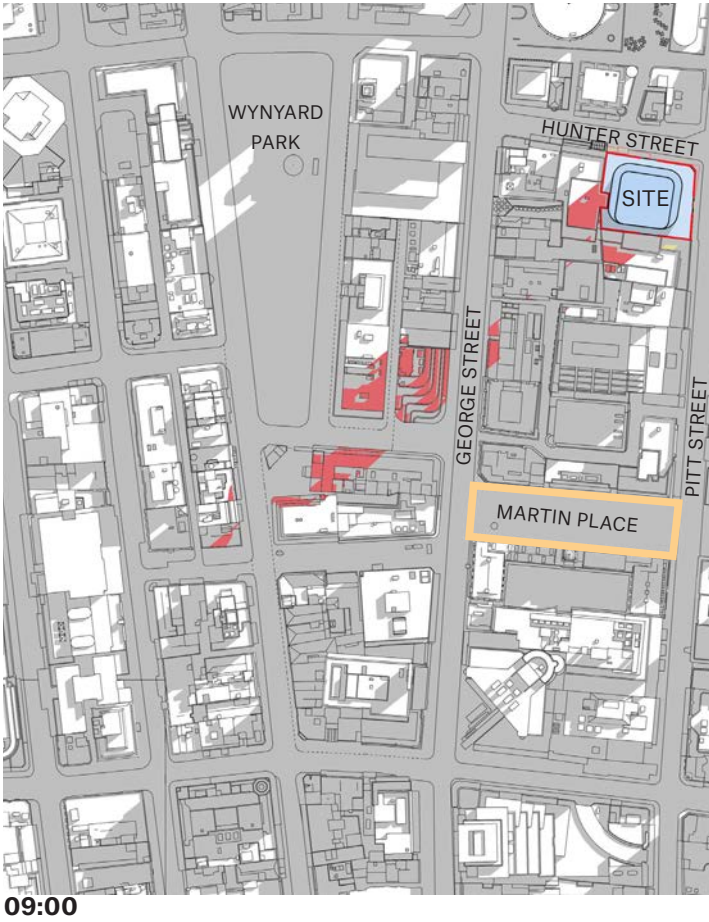 WYNYARD
PARK
HUNTER STREET
SITE
GEORGE STREET
PITT STREET
MARTIN PLACE
09:00